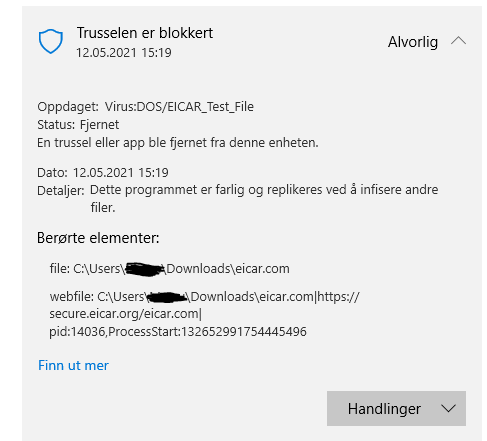 Trusselen er blokkert
12.05.2021 15:19
Alvorlig
Oppdaget: Virus:DOS/EICAR_Test_File
Status: Fjernet
En trussel eller app ble fjernet fra denne enheten.
Dato: 12.05.2021 15:19
Detaljer: Dette programmet er farlig og replikeres ved å infisere andre
filer.
Berørte elementer:
file: C:\Users\ \Downloads\eicar.com
webfile: C:\Users\ \Downloads\eicar.com|https://
secure.eicar.org/eicar.com|
pid:14036,ProcessStart:132652991754445496
Finn ut mer
Handlinger